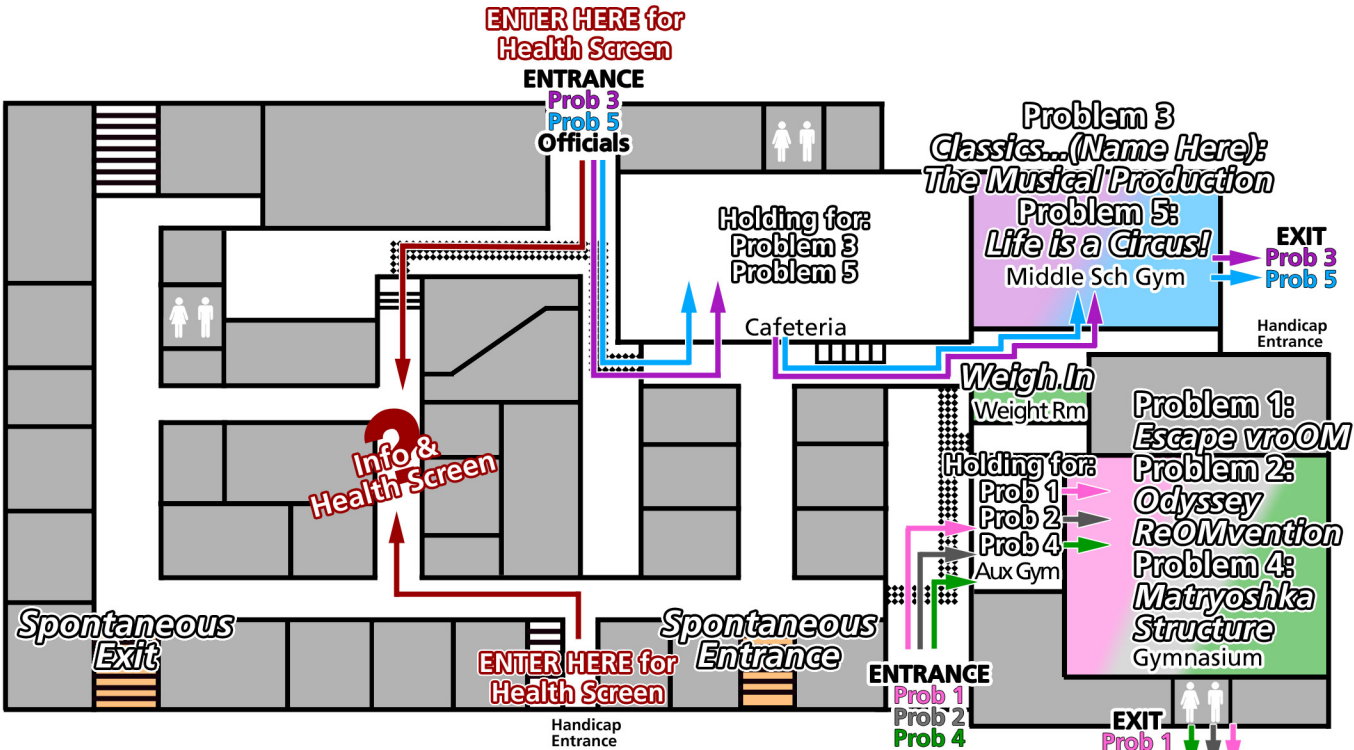 ENTER HERE for
Health Screen
ENTRANCE
Prob 3
Prob 5
Officials
Problem 3
Classics...(Name Here):
The Musical Production
Problem 5:
Life is a Circus!
Middle Sch Gym
EXIT
Prob 3
Prob 5
Holding for:
Problem 3
Problem 5
Cafeteria
Handicap
Entrance
Weigh In
Weight Rm
Problem 1:
Escape vroOM
Problem 2:
Odyssey
ReOMvention
Problem 4:
Matryoshka
Structure
Gymnasium
?
Info &
Health Screen
Holding for:
Prob 1
Prob 2
Prob 4
Aux Gym
Spontaneous
Exit
ENTER HERE for
Health Screen
Handicap
Entrance
Spontaneous
Entrance
ENTRANCE
Prob 1
Prob 2
Prob 4
EXIT
Prob 1